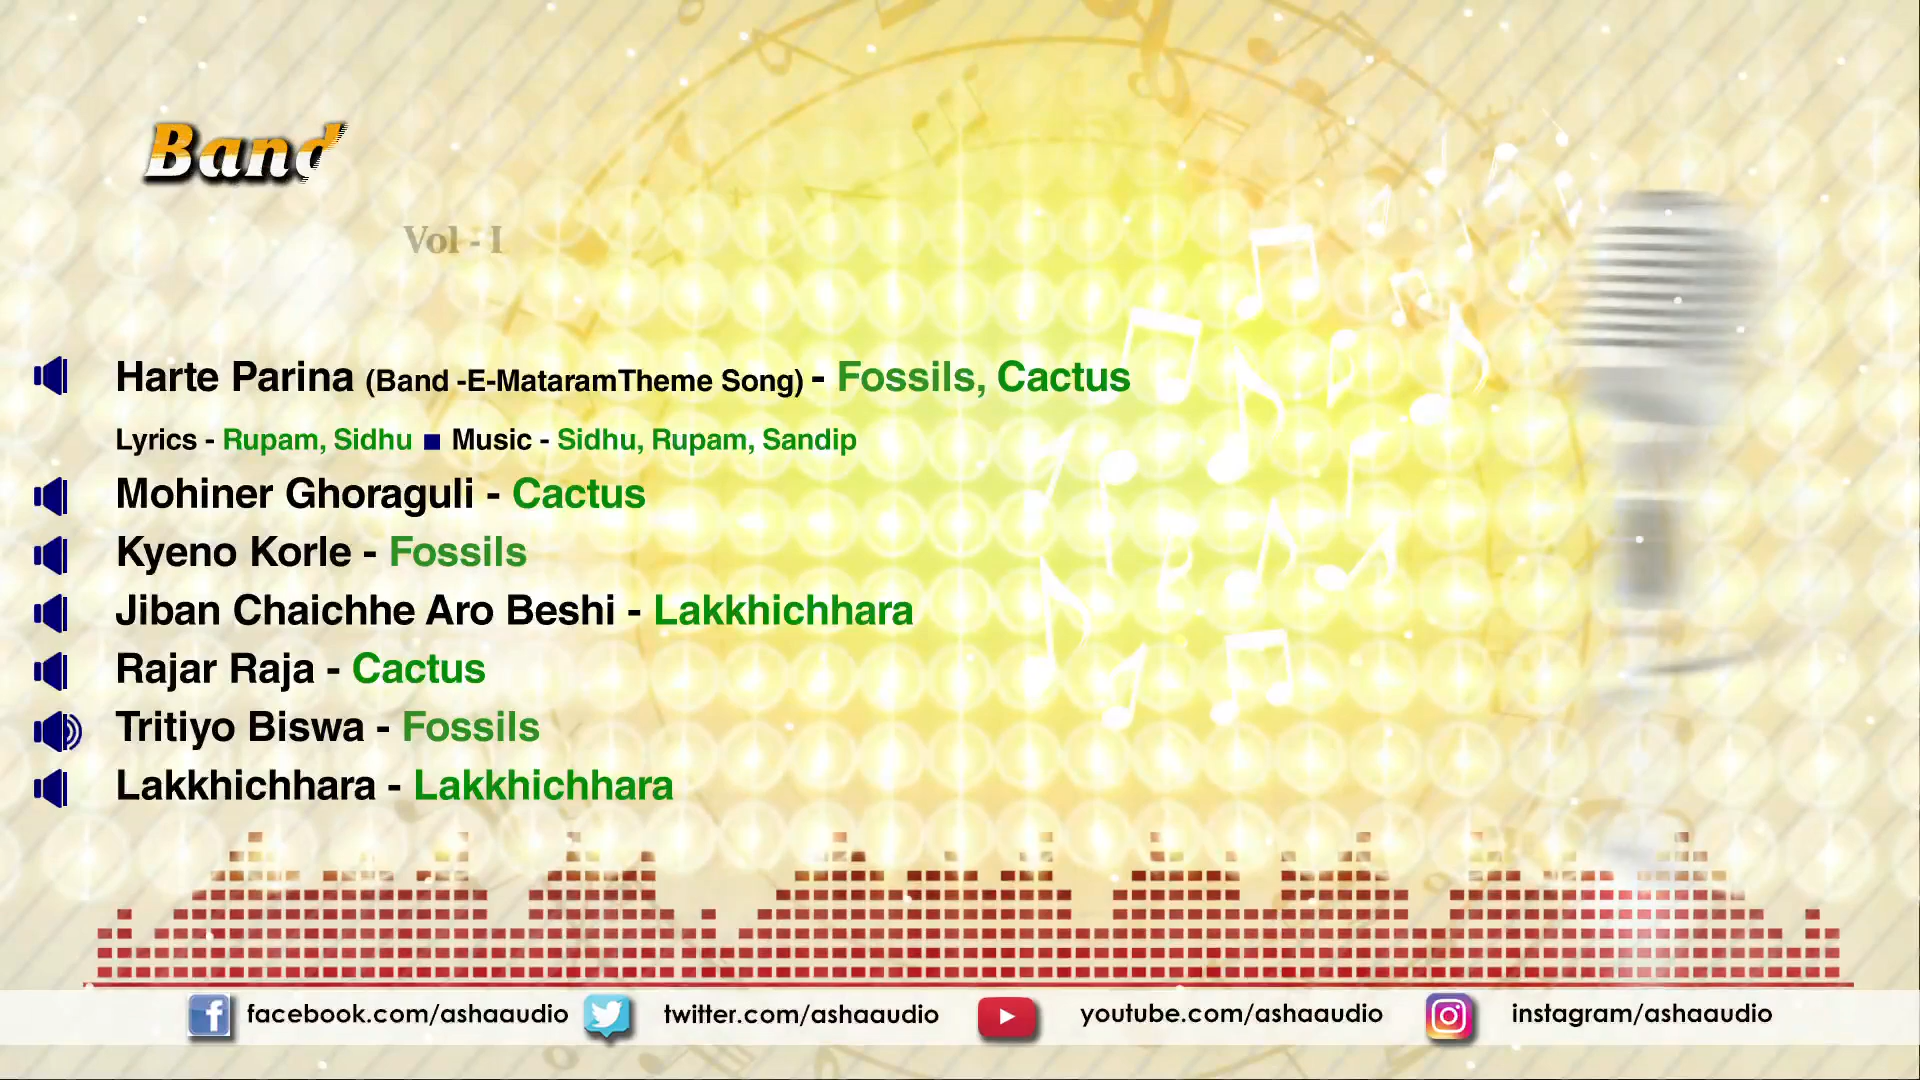 Band
Vol - I
Harte Parina (Band -E-MataramTheme Song) - Fossils, Cactus
Lyrics - Rupam, Sidhu ■ Music - Sidhu, Rupam, Sandip
Mohiner Ghoraguli - Cactus
Kyeno Korle - Fossils
Jiban Chaichhe Aro Beshi - Lakkhichhara
Rajar Raja - Cactus
Tritiyo Biswa - Fossils
Lakkhichhara - Lakkhichhara
facebook.com/ashaaudio twitter.com/ashaaudio youtube.com/ashaaudio instagram/ashaaudio